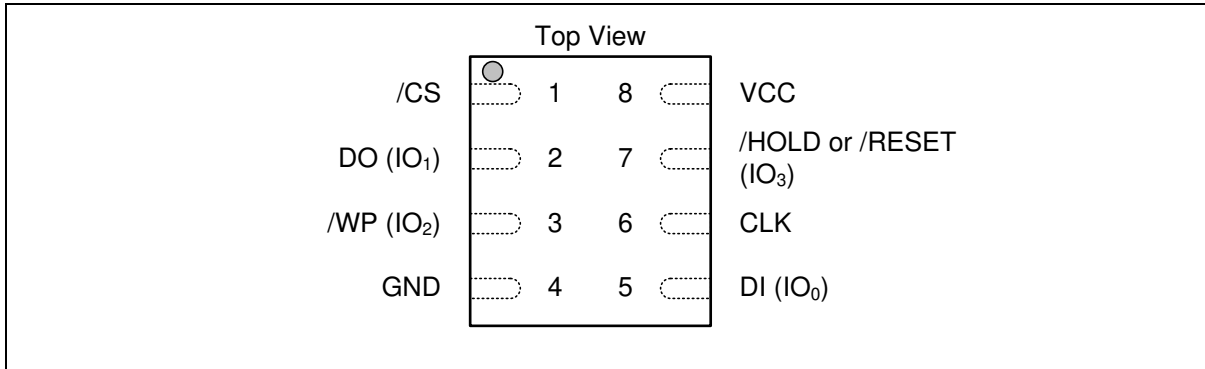 Top View
/CS 1 8 VCC
DO (IO₁) 2 7 /HOLD or /RESET
(IO₃)
/WP (IO₂) 3 6 CLK
GND 4 5 DI (IO₀)